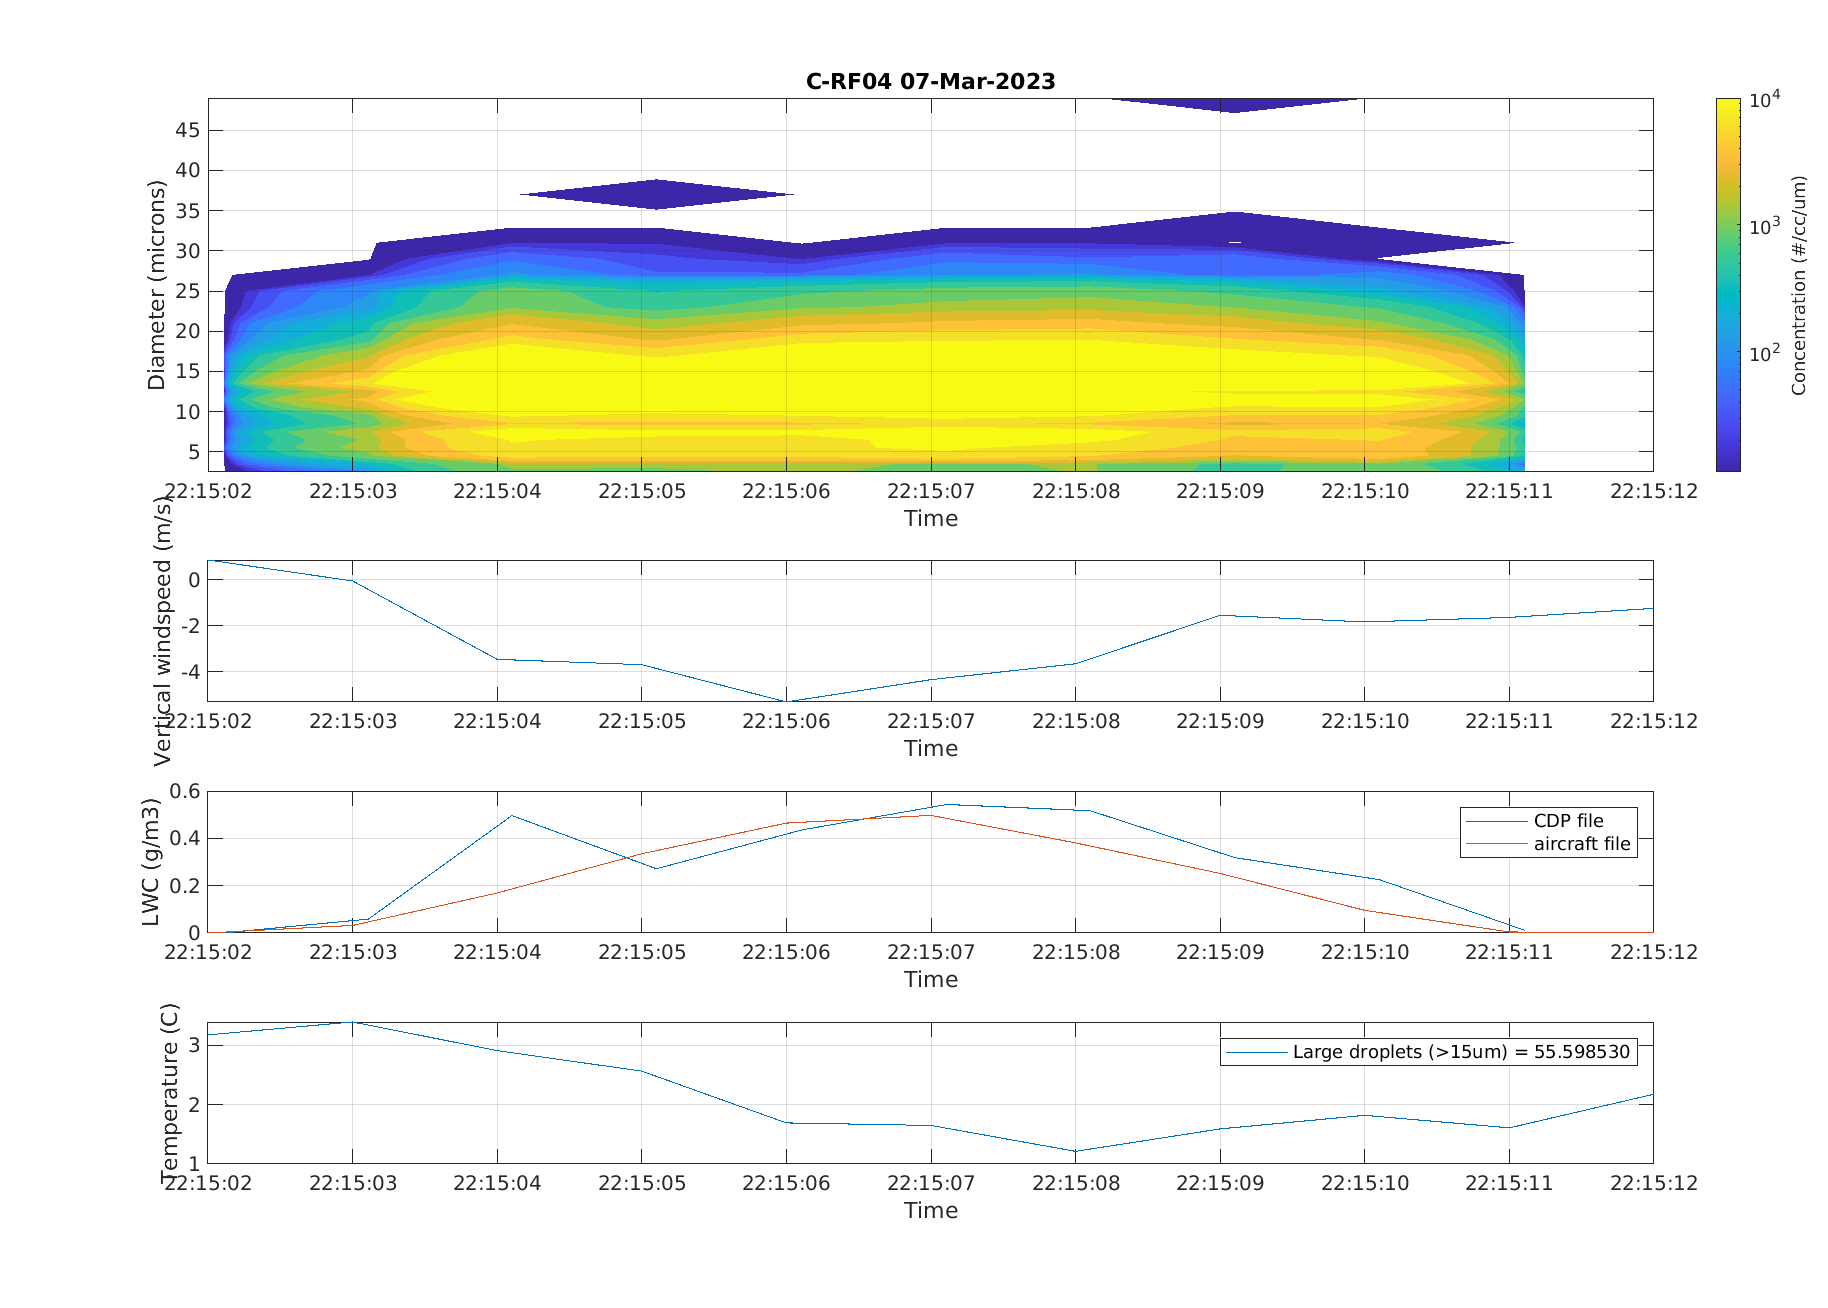 C-RF04 07-Mar-2023
Diameter (microns)
45
40
35
30
25
20
15
10
5
22:15:02 22:15:03 22:15:04 22:15:05 22:15:06 22:15:07 22:15:08 22:15:09 22:15:10 22:15:11 22:15:12
Time
10^4
10^3
10^2
Concentration (#/cc/um)
Vertical windspeed (m/s)
0
-2
-4
22:15:02 22:15:03 22:15:04 22:15:05 22:15:06 22:15:07 22:15:08 22:15:09 22:15:10 22:15:11 22:15:12
Time
LWC (g/m3)
0.6
0.4
0.2
0
CDP file
aircraft file
22:15:02 22:15:03 22:15:04 22:15:05 22:15:06 22:15:07 22:15:08 22:15:09 22:15:10 22:15:11 22:15:12
Time
Temperature (C)
3
2
1
Large droplets (>15um) = 55.598530
22:15:02 22:15:03 22:15:04 22:15:05 22:15:06 22:15:07 22:15:08 22:15:09 22:15:10 22:15:11 22:15:12
Time